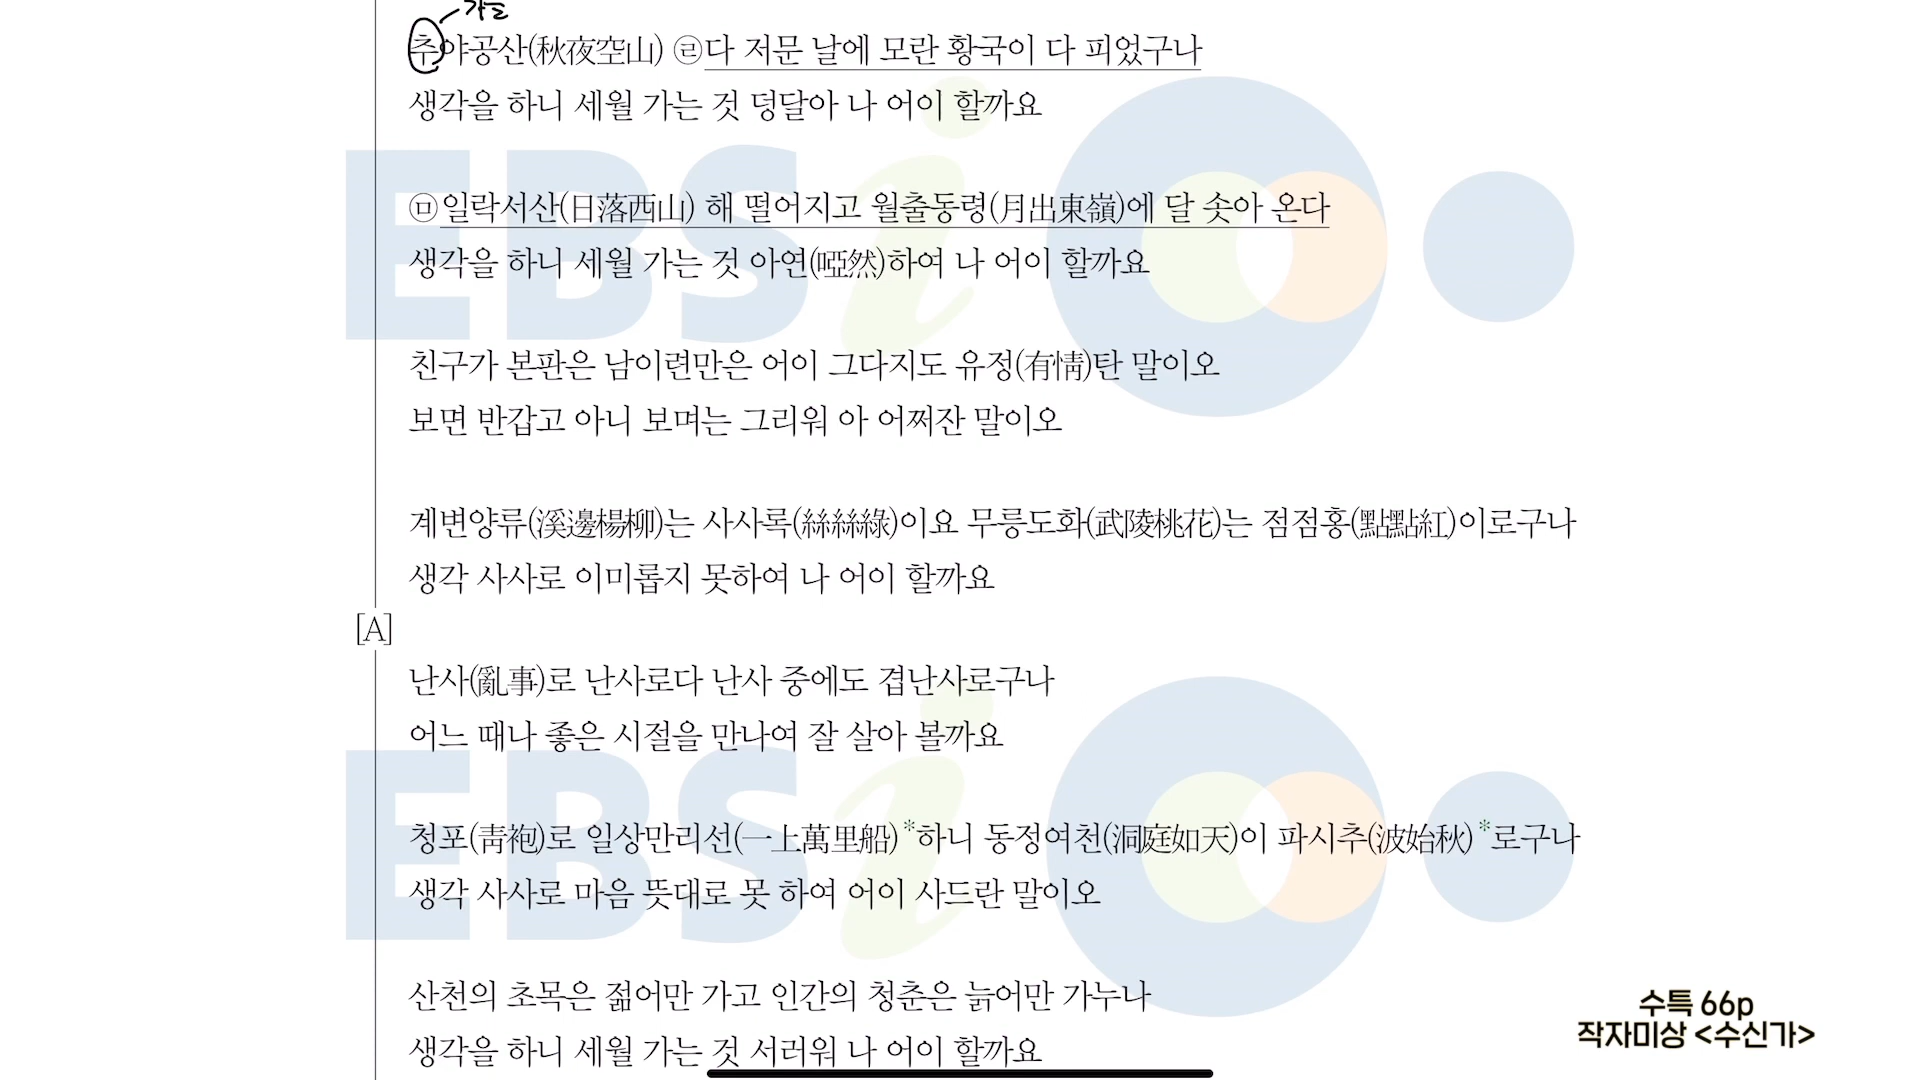 가을
추야공산(秋夜空山) ㉣다 저문 날에 모란 황국이 다 피었구나
생각을 하니 세월 가는 것 덩달아 나 어이 할까요
㉤일락서산(日落西山) 해 떨어지고 월출동령(月出東嶺)에 달 솟아 온다
생각을 하니 세월 가는 것 아연(啞然)하여 나 어이 할까요
친구가 본판은 남이련만은 어이 그다지도 유정(有情)탄 말이오
보면 반갑고 아니 보며는 그리워 아 어쩌잔 말이오
계변양류(溪邊楊柳)는 사사록(絲絲綠)이요 무릉도화(武陵桃花)는 점점홍(點點紅)이로구나
생각 사사로 이미롭지 못하여 나 어이 할까요
[A]
난사(亂事)로 난사로다 난사 중에도 겹난사로구나
어느 때나 좋은 시절을 만나여 잘 살아 볼까요
청포(靑袍)로 일상만리선(一上萬里船)*하니 동정여천(洞庭如天)이 파시추(波始秋)*로구나
생각 사사로 마음 뜻대로 못 하여 어이 사드란 말이오
산천의 초목은 젊어만 가고 인간의 청춘은 늙어만 가누나
생각을 하니 세월 가는 것 서러워 나 어이 할까요
수특 66p
작자미상 <수신가>
EBSi
EBSi